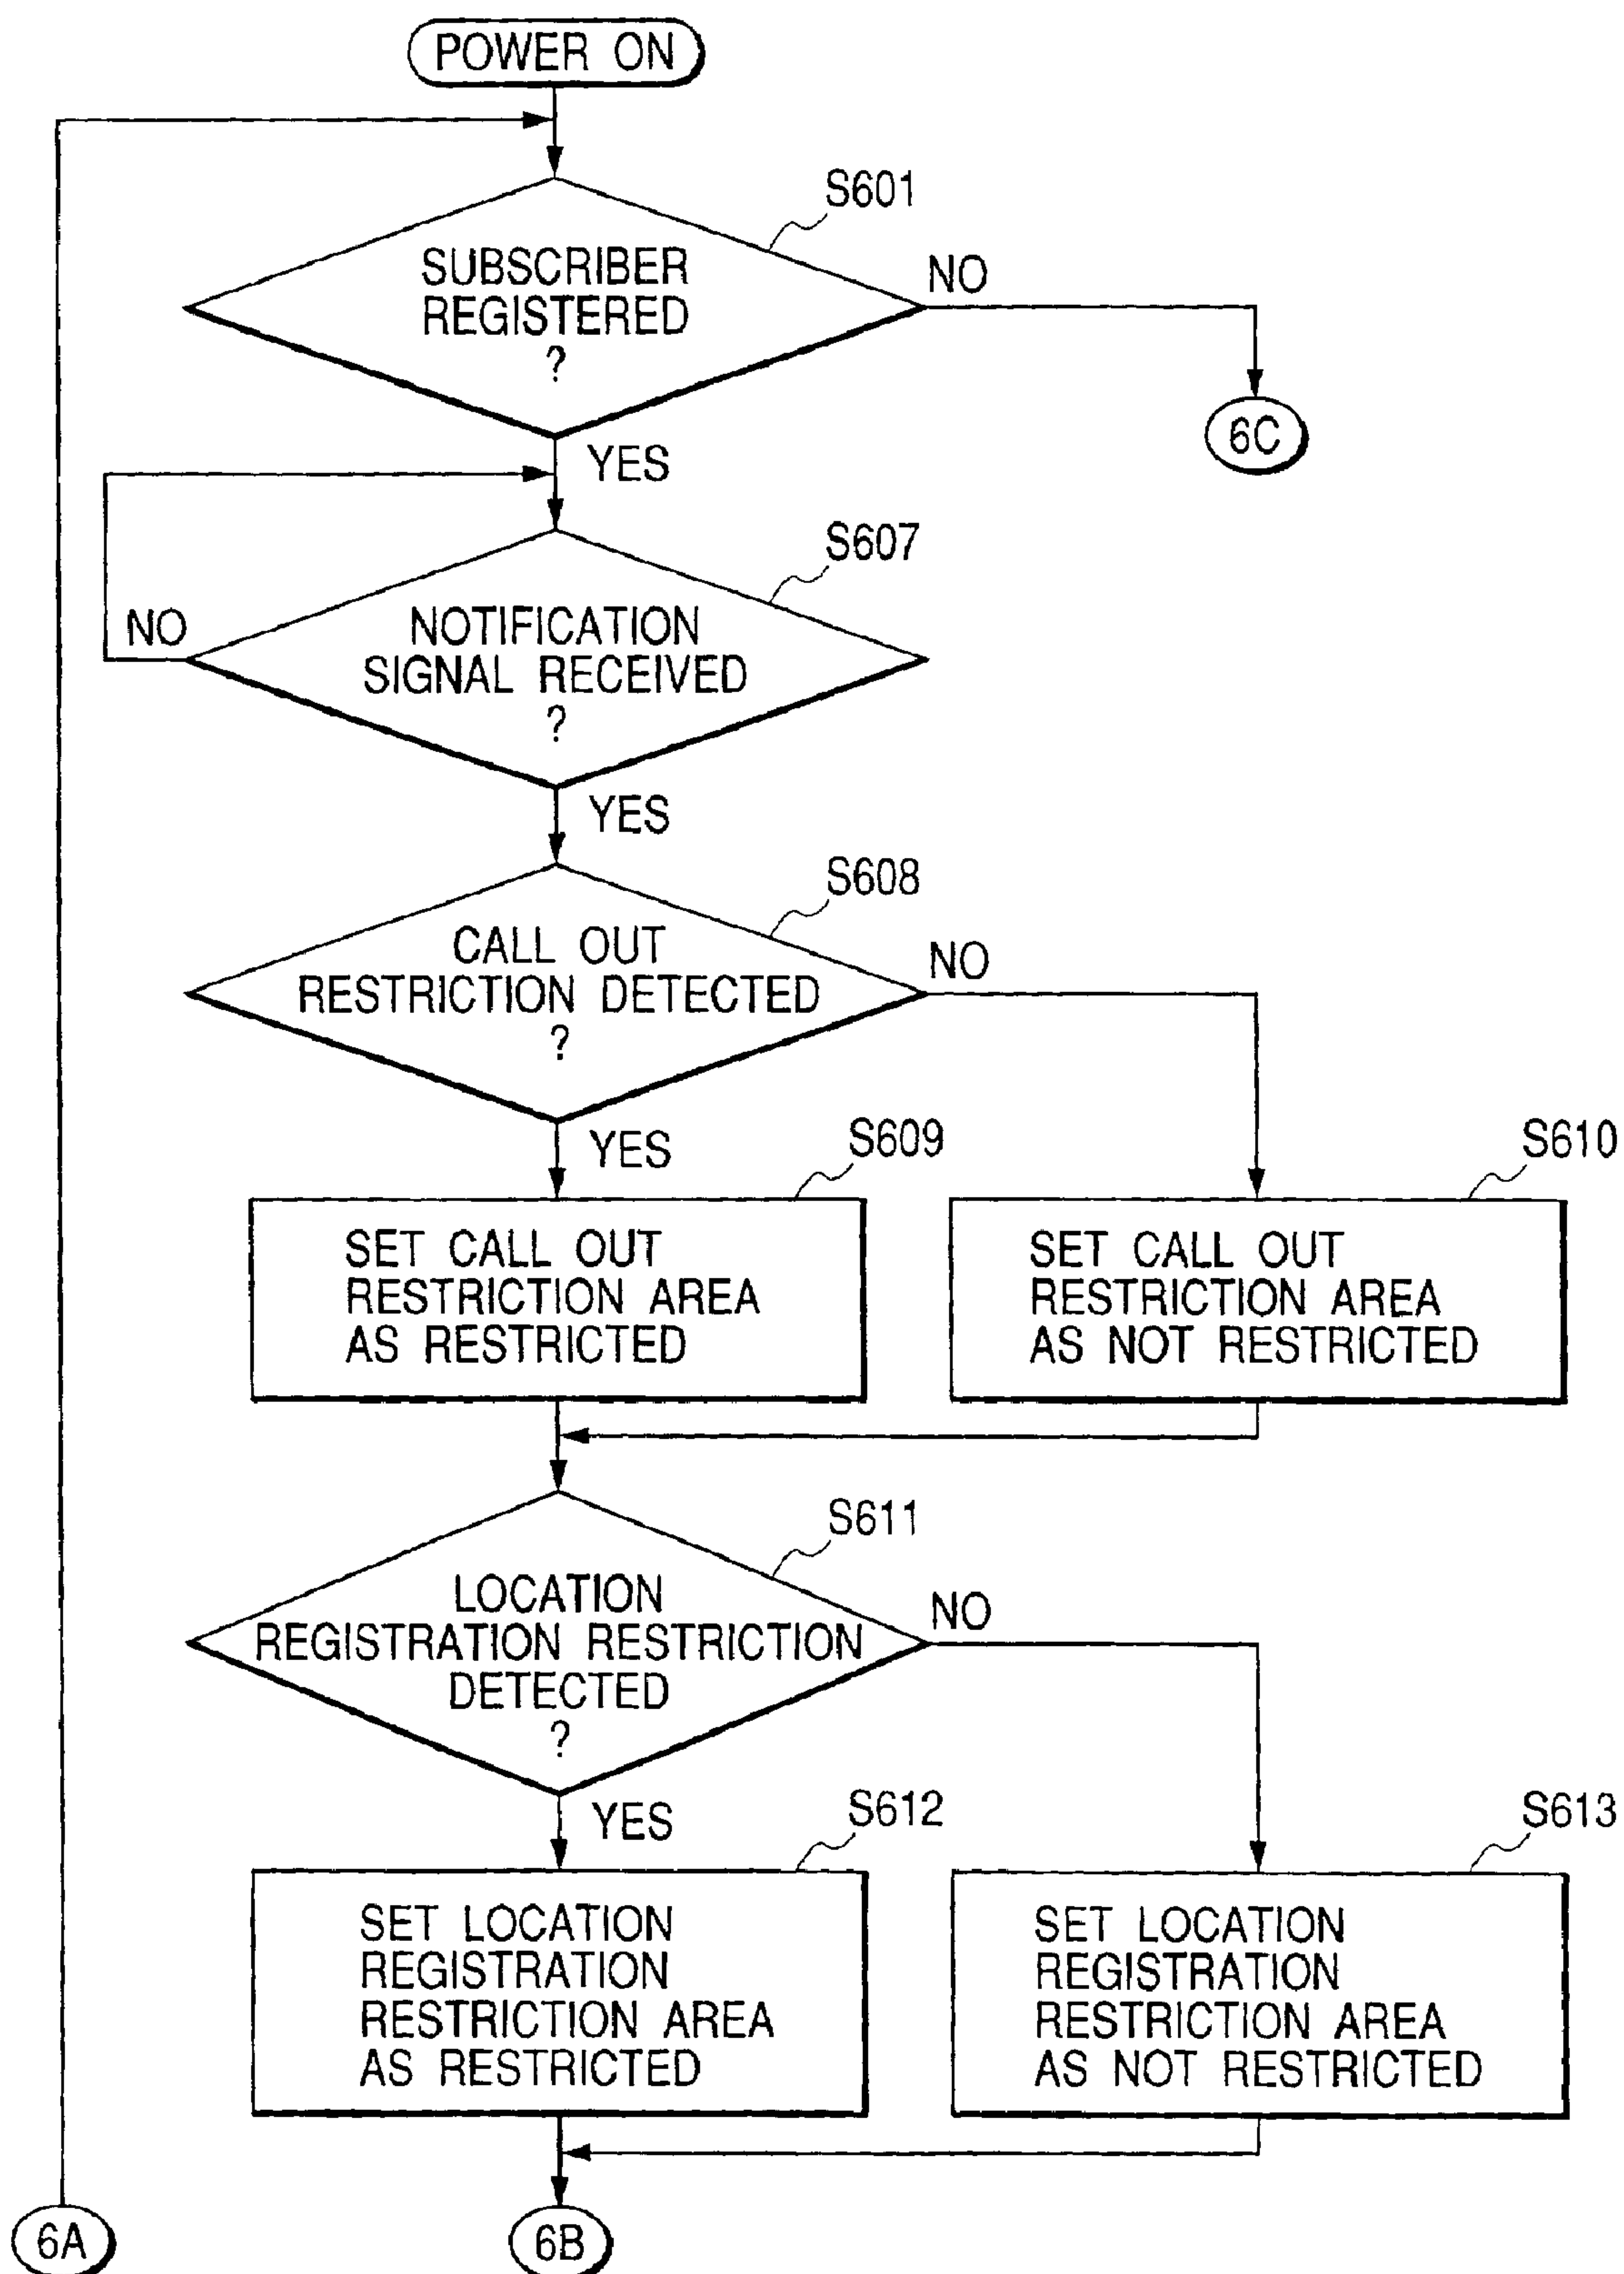 POWER ON
S601
SUBSCRIBER
REGISTERED
?
NO
6C
YES
S607
NO
NOTIFICATION
SIGNAL RECEIVED
?
YES
S608
CALL OUT
RESTRICTION DETECTED
?
NO
YES
S609
S610
SET CALL OUT
RESTRICTION AREA
AS RESTRICTED
SET CALL OUT
RESTRICTION AREA
AS NOT RESTRICTED
S611
LOCATION
REGISTRATION RESTRICTION
DETECTED
?
NO
YES
S612
S613
SET LOCATION
REGISTRATION
RESTRICTION AREA
AS RESTRICTED
SET LOCATION
REGISTRATION
RESTRICTION AREA
AS NOT RESTRICTED
6A
6B